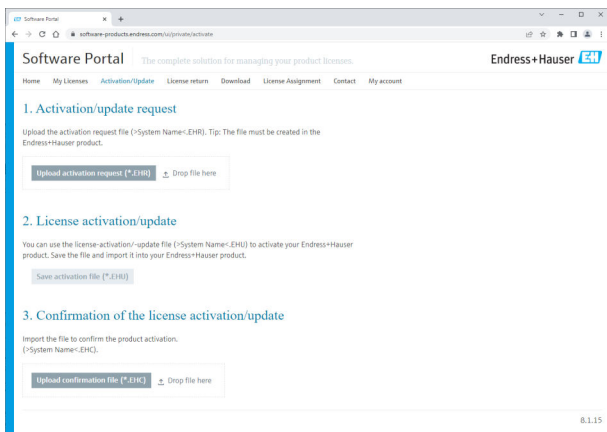 Software Portal
software-products.endress.com/ui/private/activate
Software Portal The complete solution for managing your product licenses.
Endress+Hauser EH
Home My Licenses Activation/Update License return Download License Assignment Contact My account
1. Activation/update request
Upload the activation request file (>System Name<.EHR). Tip: The file must be created in the
Endress+Hauser product.
Upload activation request (*.EHR) Drop file here
2. License activation/update
You can use the license-activation/-update file (>System Name<.EHU) to activate your Endress+Hauser
product. Save the file and import it into your Endress+Hauser product.
Save activation file (*.EHU)
3. Confirmation of the license activation/update
Import the file to confirm the product activation.
(>System Name<.EHC).
Upload confirmation file (*.EHC) Drop file here
8.1.15